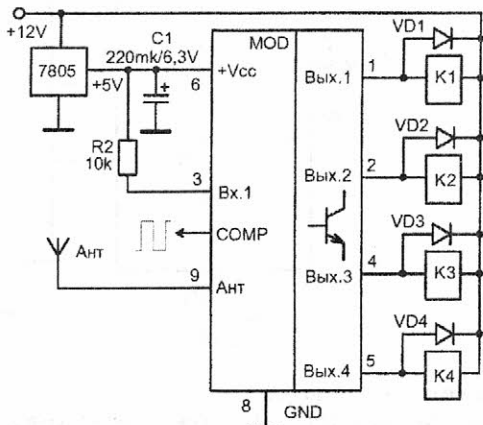 +12V
7805
+5V
C1
220mk/6,3V
R2
10k
MOD
+Vcc
6
3
Вх.1
COMP
Ант
9
Ант
8
GND
Вых.1
1
Вых.2
2
Вых.3
4
Вых.4
5
VD1
K1
VD2
K2
VD3
K3
VD4
K4